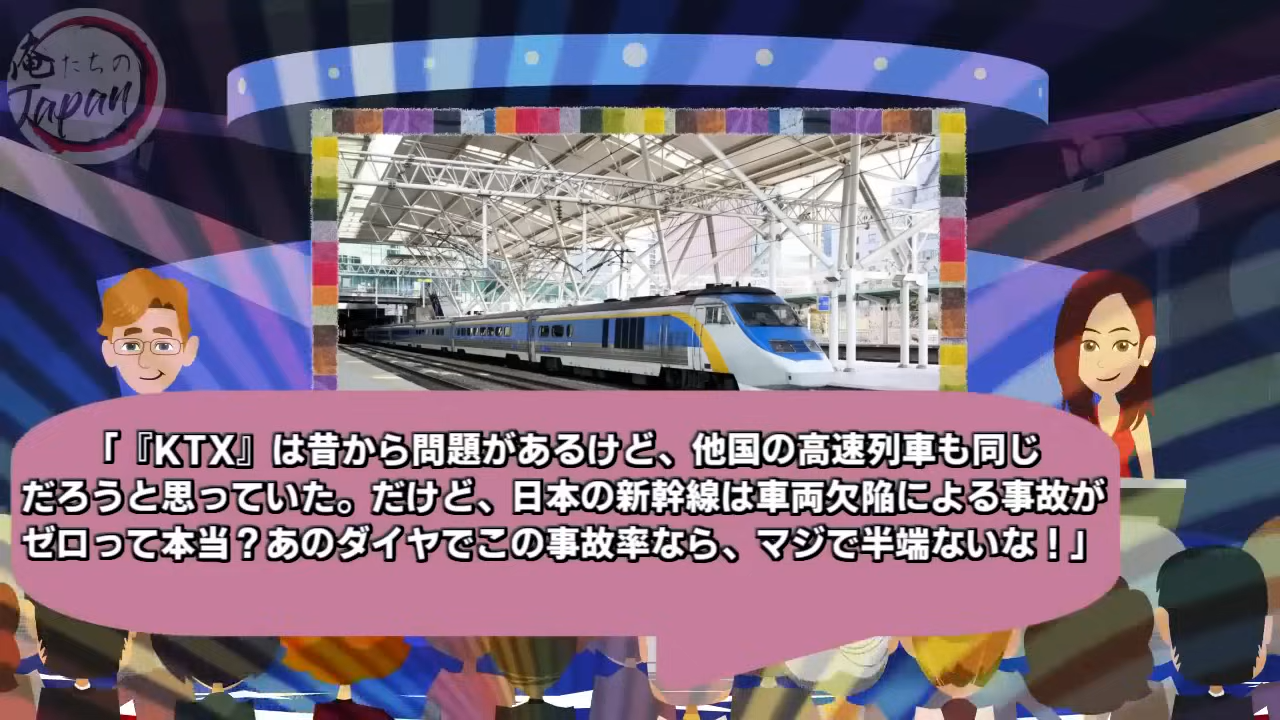 俺たちの
Japan
「『KTX』は昔から問題があるけど、他国の高速列車も同じ
だろうと思っていた。だけど、日本の新幹線は車両欠陥による事故が
ゼロって本当？あのダイヤでこの事故率なら、マジで半端ないな！」